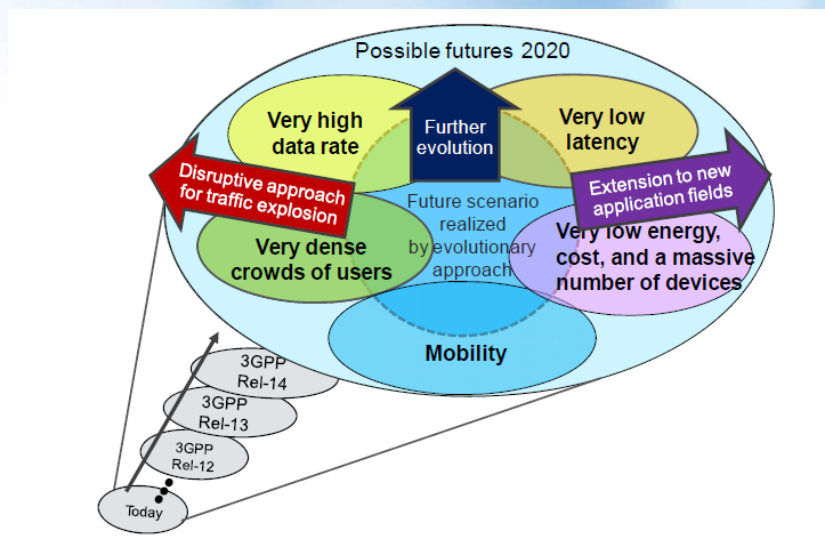 Possible futures 2020
Very high
data rate
Further
evolution
Very low
latency
Disruptive approach
for traffic explosion
Extension to new
application fields
Future scenario
realized
by evolutionary
approach
Very dense
crowds of users
Very low energy,
cost, and a massive
number of devices
Mobility
3GPP
Rel-14
3GPP
Rel-13
3GPP
Rel-12
Today